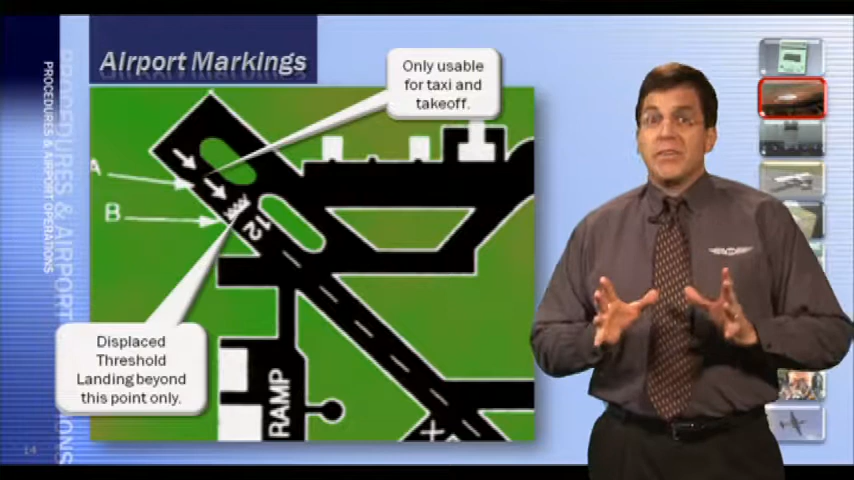 Airport Markings
Only usable
for taxi and
takeoff.
A
B
12
Displaced
Threshold
Landing beyond
this point only.
RAMP
X
PROCEDURES & AIRPORT OPERATIONS
14